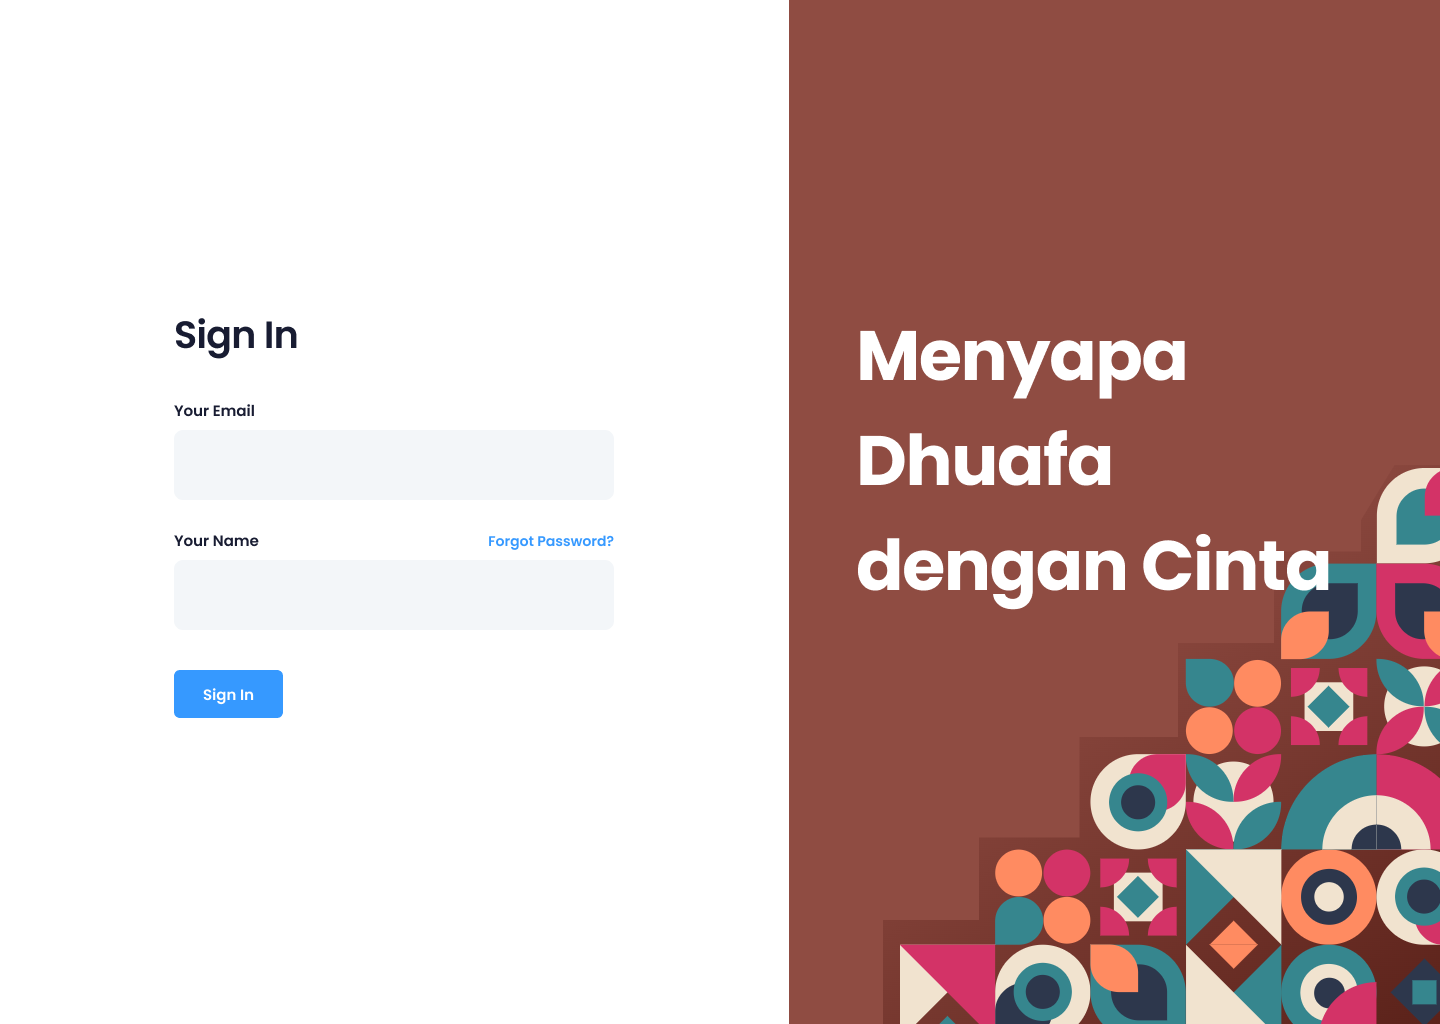 Sign In
Your Email
Your Name
Forgot Password?
Sign In
Menyapa
Dhuafa
dengan Cinta